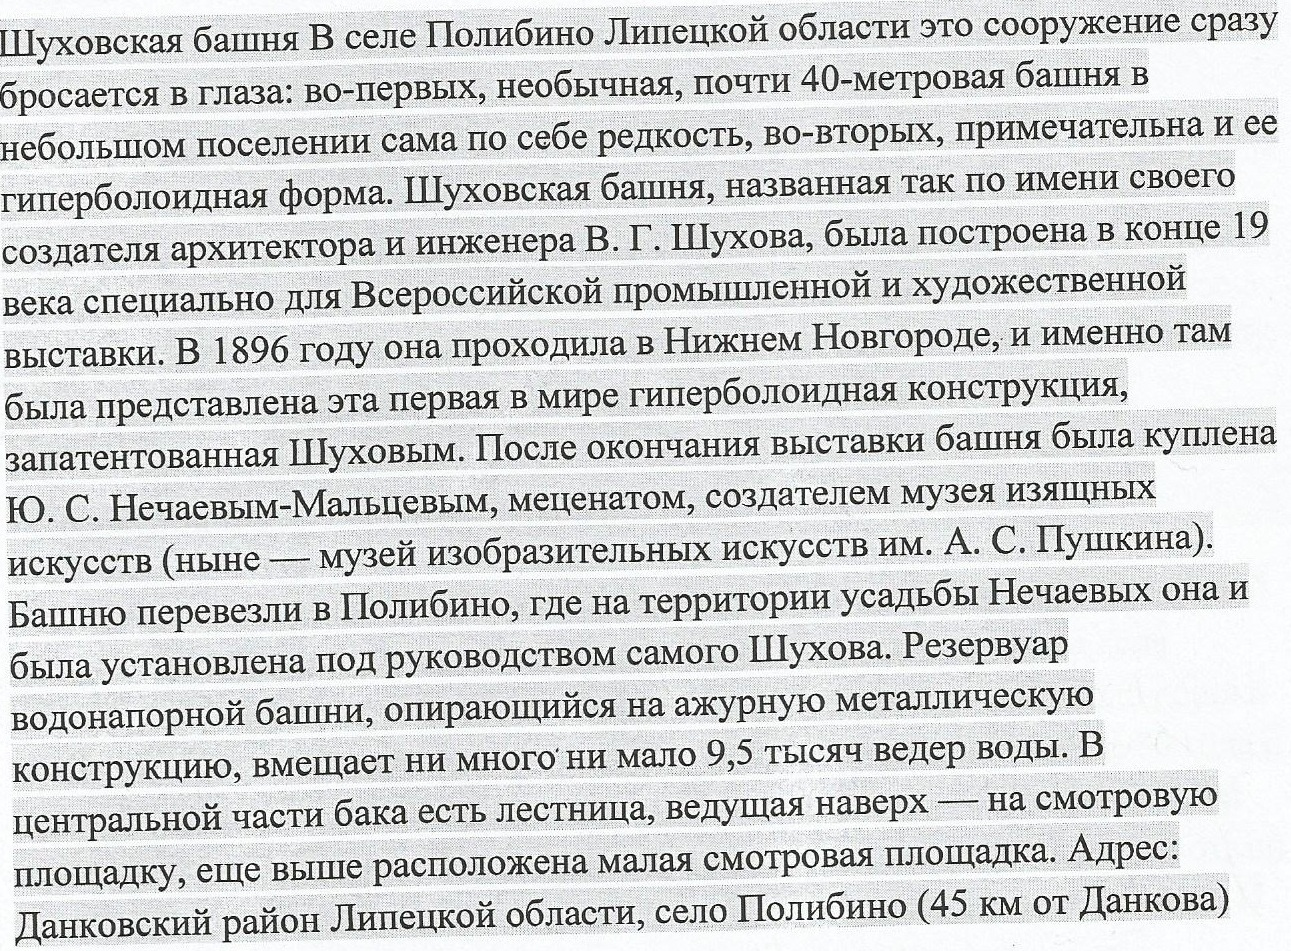 Шуховская башня В селе Полибино Липецкой области это сооружение сразу
бросается в глаза: во-первых, необычная, почти 40-метровая башня в
небольшом поселении сама по себе редкость, во-вторых, примечательна и ее
гиперболоидная форма. Шуховская башня, названная так по имени своего
создателя архитектора и инженера В. Г. Шухова, была построена в конце 19
века специально для Всероссийской промышленной и художественной
выставки. В 1896 году она проходила в Нижнем Новгороде, и именно там
была представлена эта первая в мире гиперболоидная конструкция,
запатентованная Шуховым. После окончания выставки башня была куплена
Ю. С. Нечаевым-Мальцевым, меценатом, создателем музея изящных
искусств (ныне — музей изобразительных искусств им. А. С. Пушкина).
Башню перевезли в Полибино, где на территории усадьбы Нечаевых она и
была установлена под руководством самого Шухова. Резервуар
водонапорной башни, опирающийся на ажурную металлическую
конструкцию, вмещает ни много ни мало 9,5 тысяч ведер воды. В
центральной части бака есть лестница, ведущая наверх — на смотровую
площадку, еще выше расположена малая смотровая площадка. Адрес:
Данковский район Липецкой области, село Полибино (45 км от Данкова)